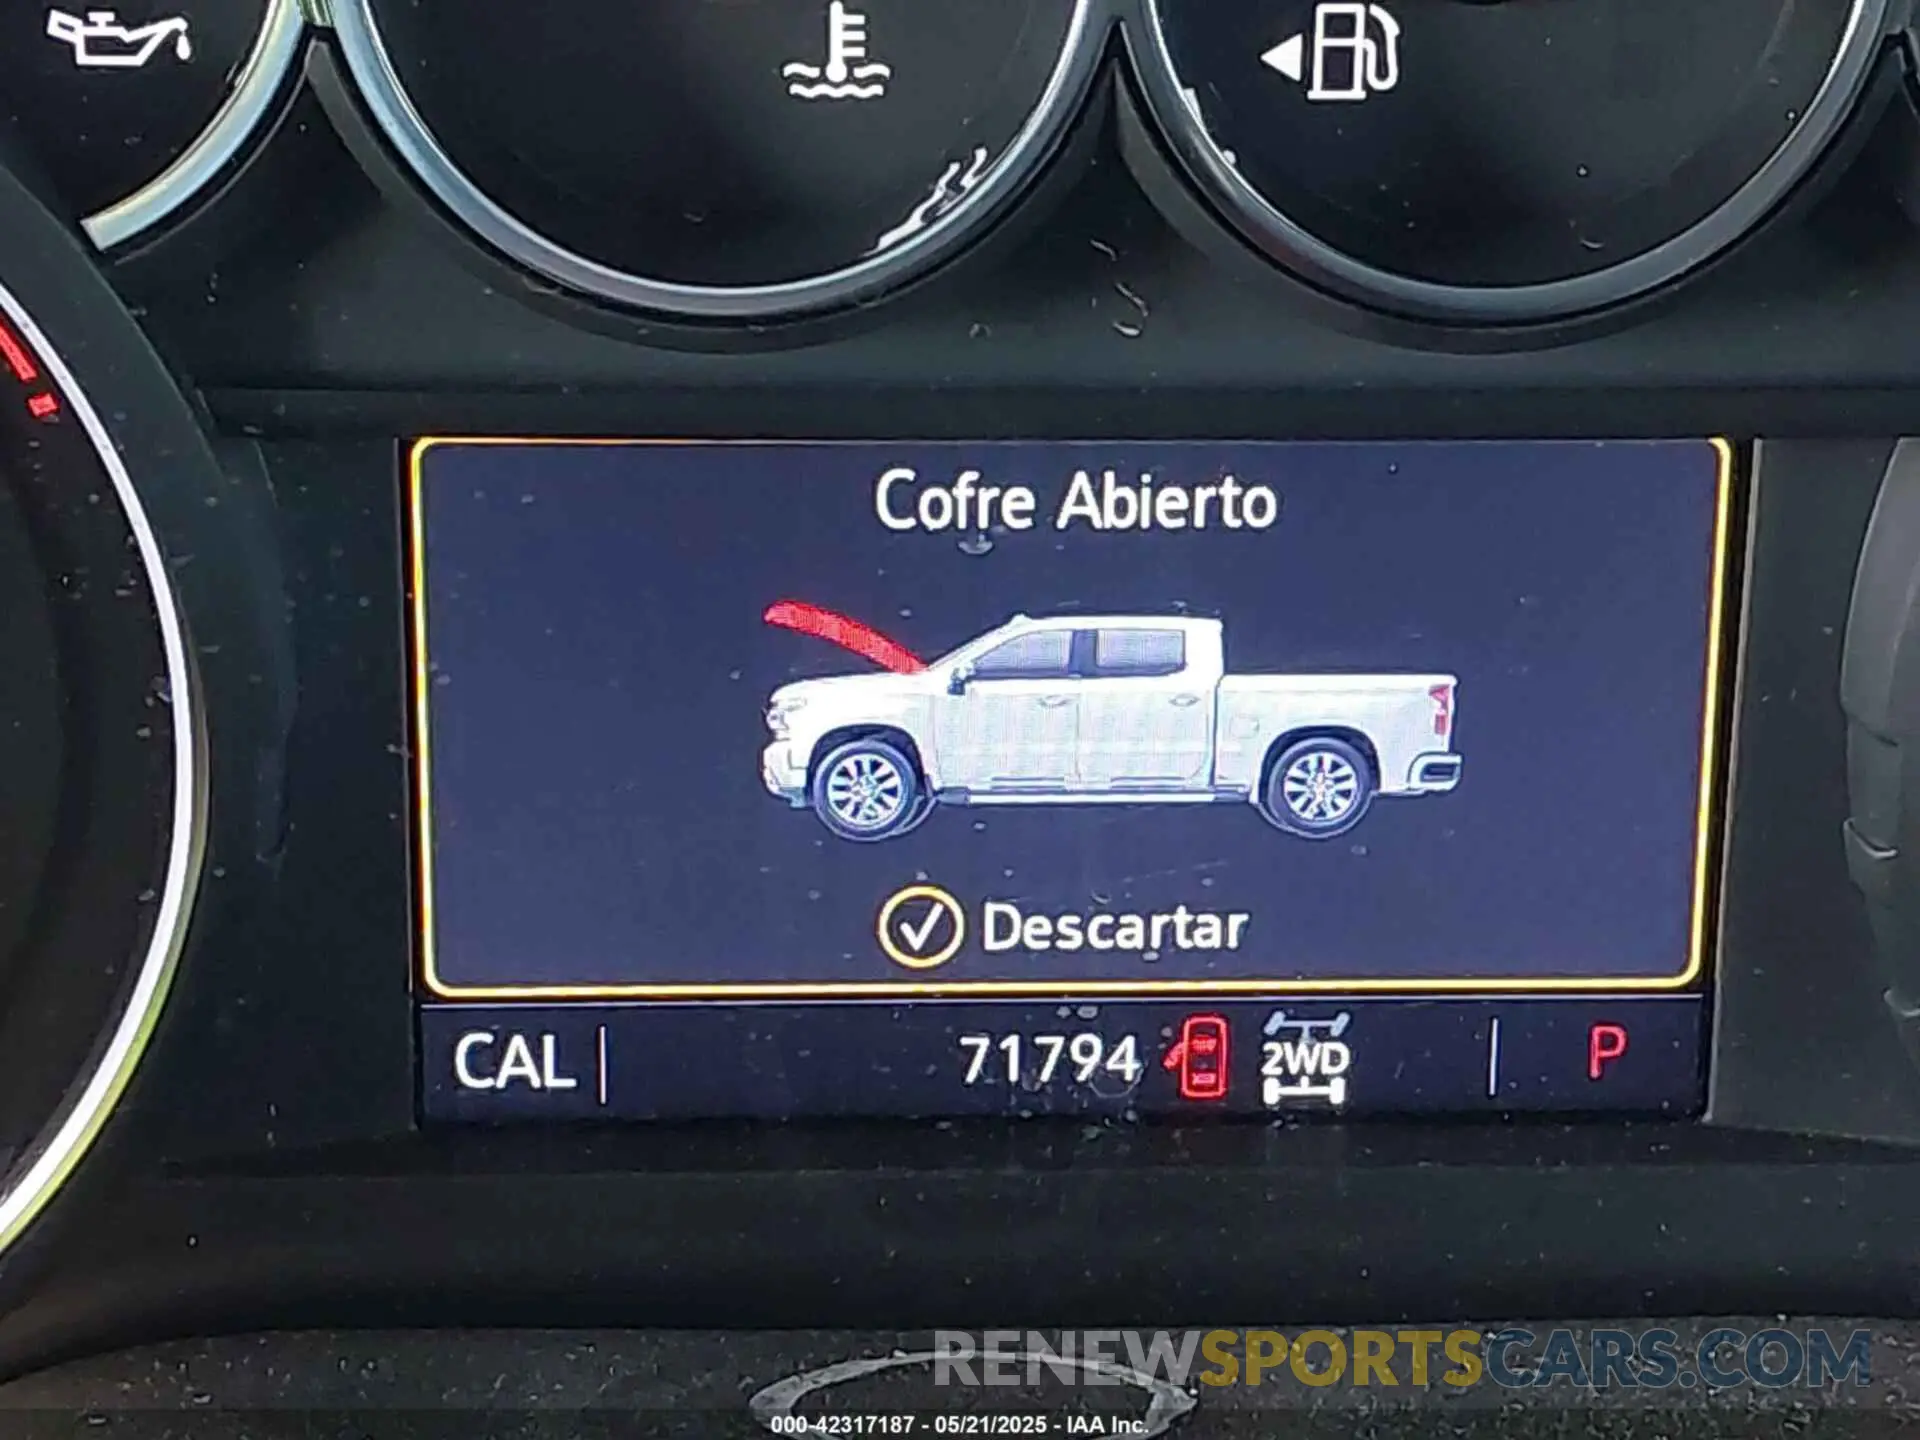 Cofre Abierto
Descartar
CAL 71794 2WD P
RENEWSPORTSCARS.COM
000-42317187 - 05/21/2025 - IAA Inc.